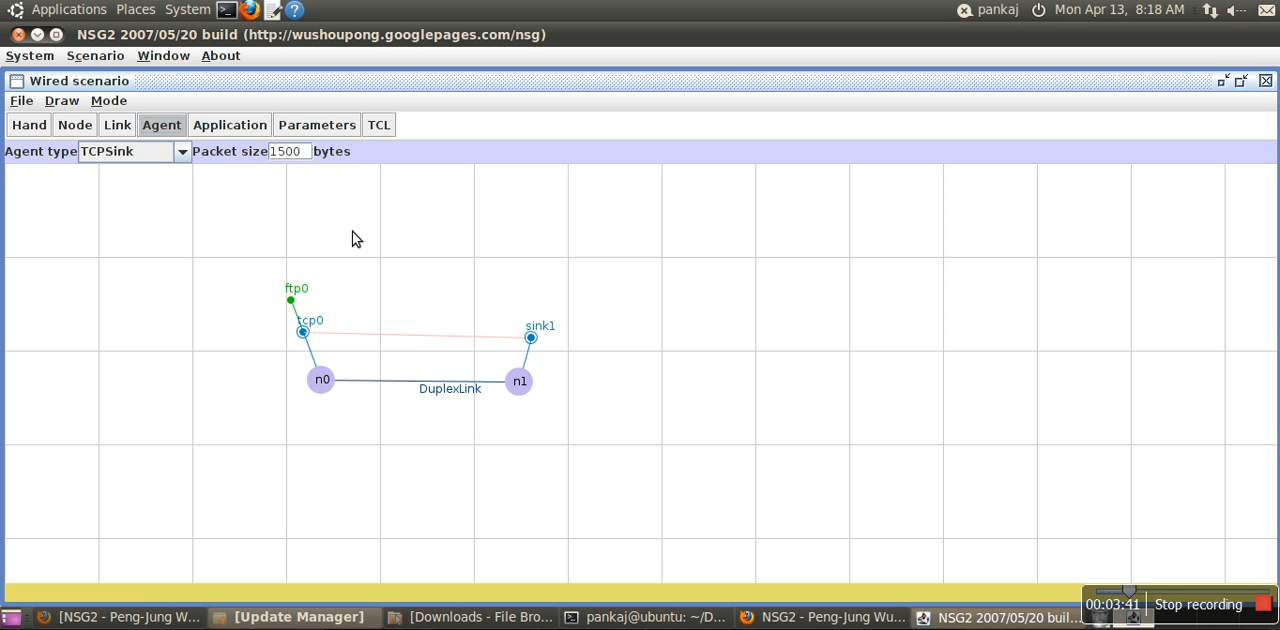 Applications Places System pankaj Mon Apr 13, 8:18 AM
NSG2 2007/05/20 build (http://wushoupong.googlepages.com/nsg)
System Scenario Window About
Wired scenario
File Draw Mode
Hand Node Link Agent Application Parameters TCL
Agent type TCPSink Packet size 1500 bytes
ftp0
tcp0 sink1
n0 n1
DuplexLink
00:03:41 Stop recording
[NSG2 - Peng-Jung W... [Update Manager] [Downloads - File Bro... pankaj@ubuntu: ~/D... NSG2 - Peng-Jung Wu... NSG2 2007/05/20 buil...